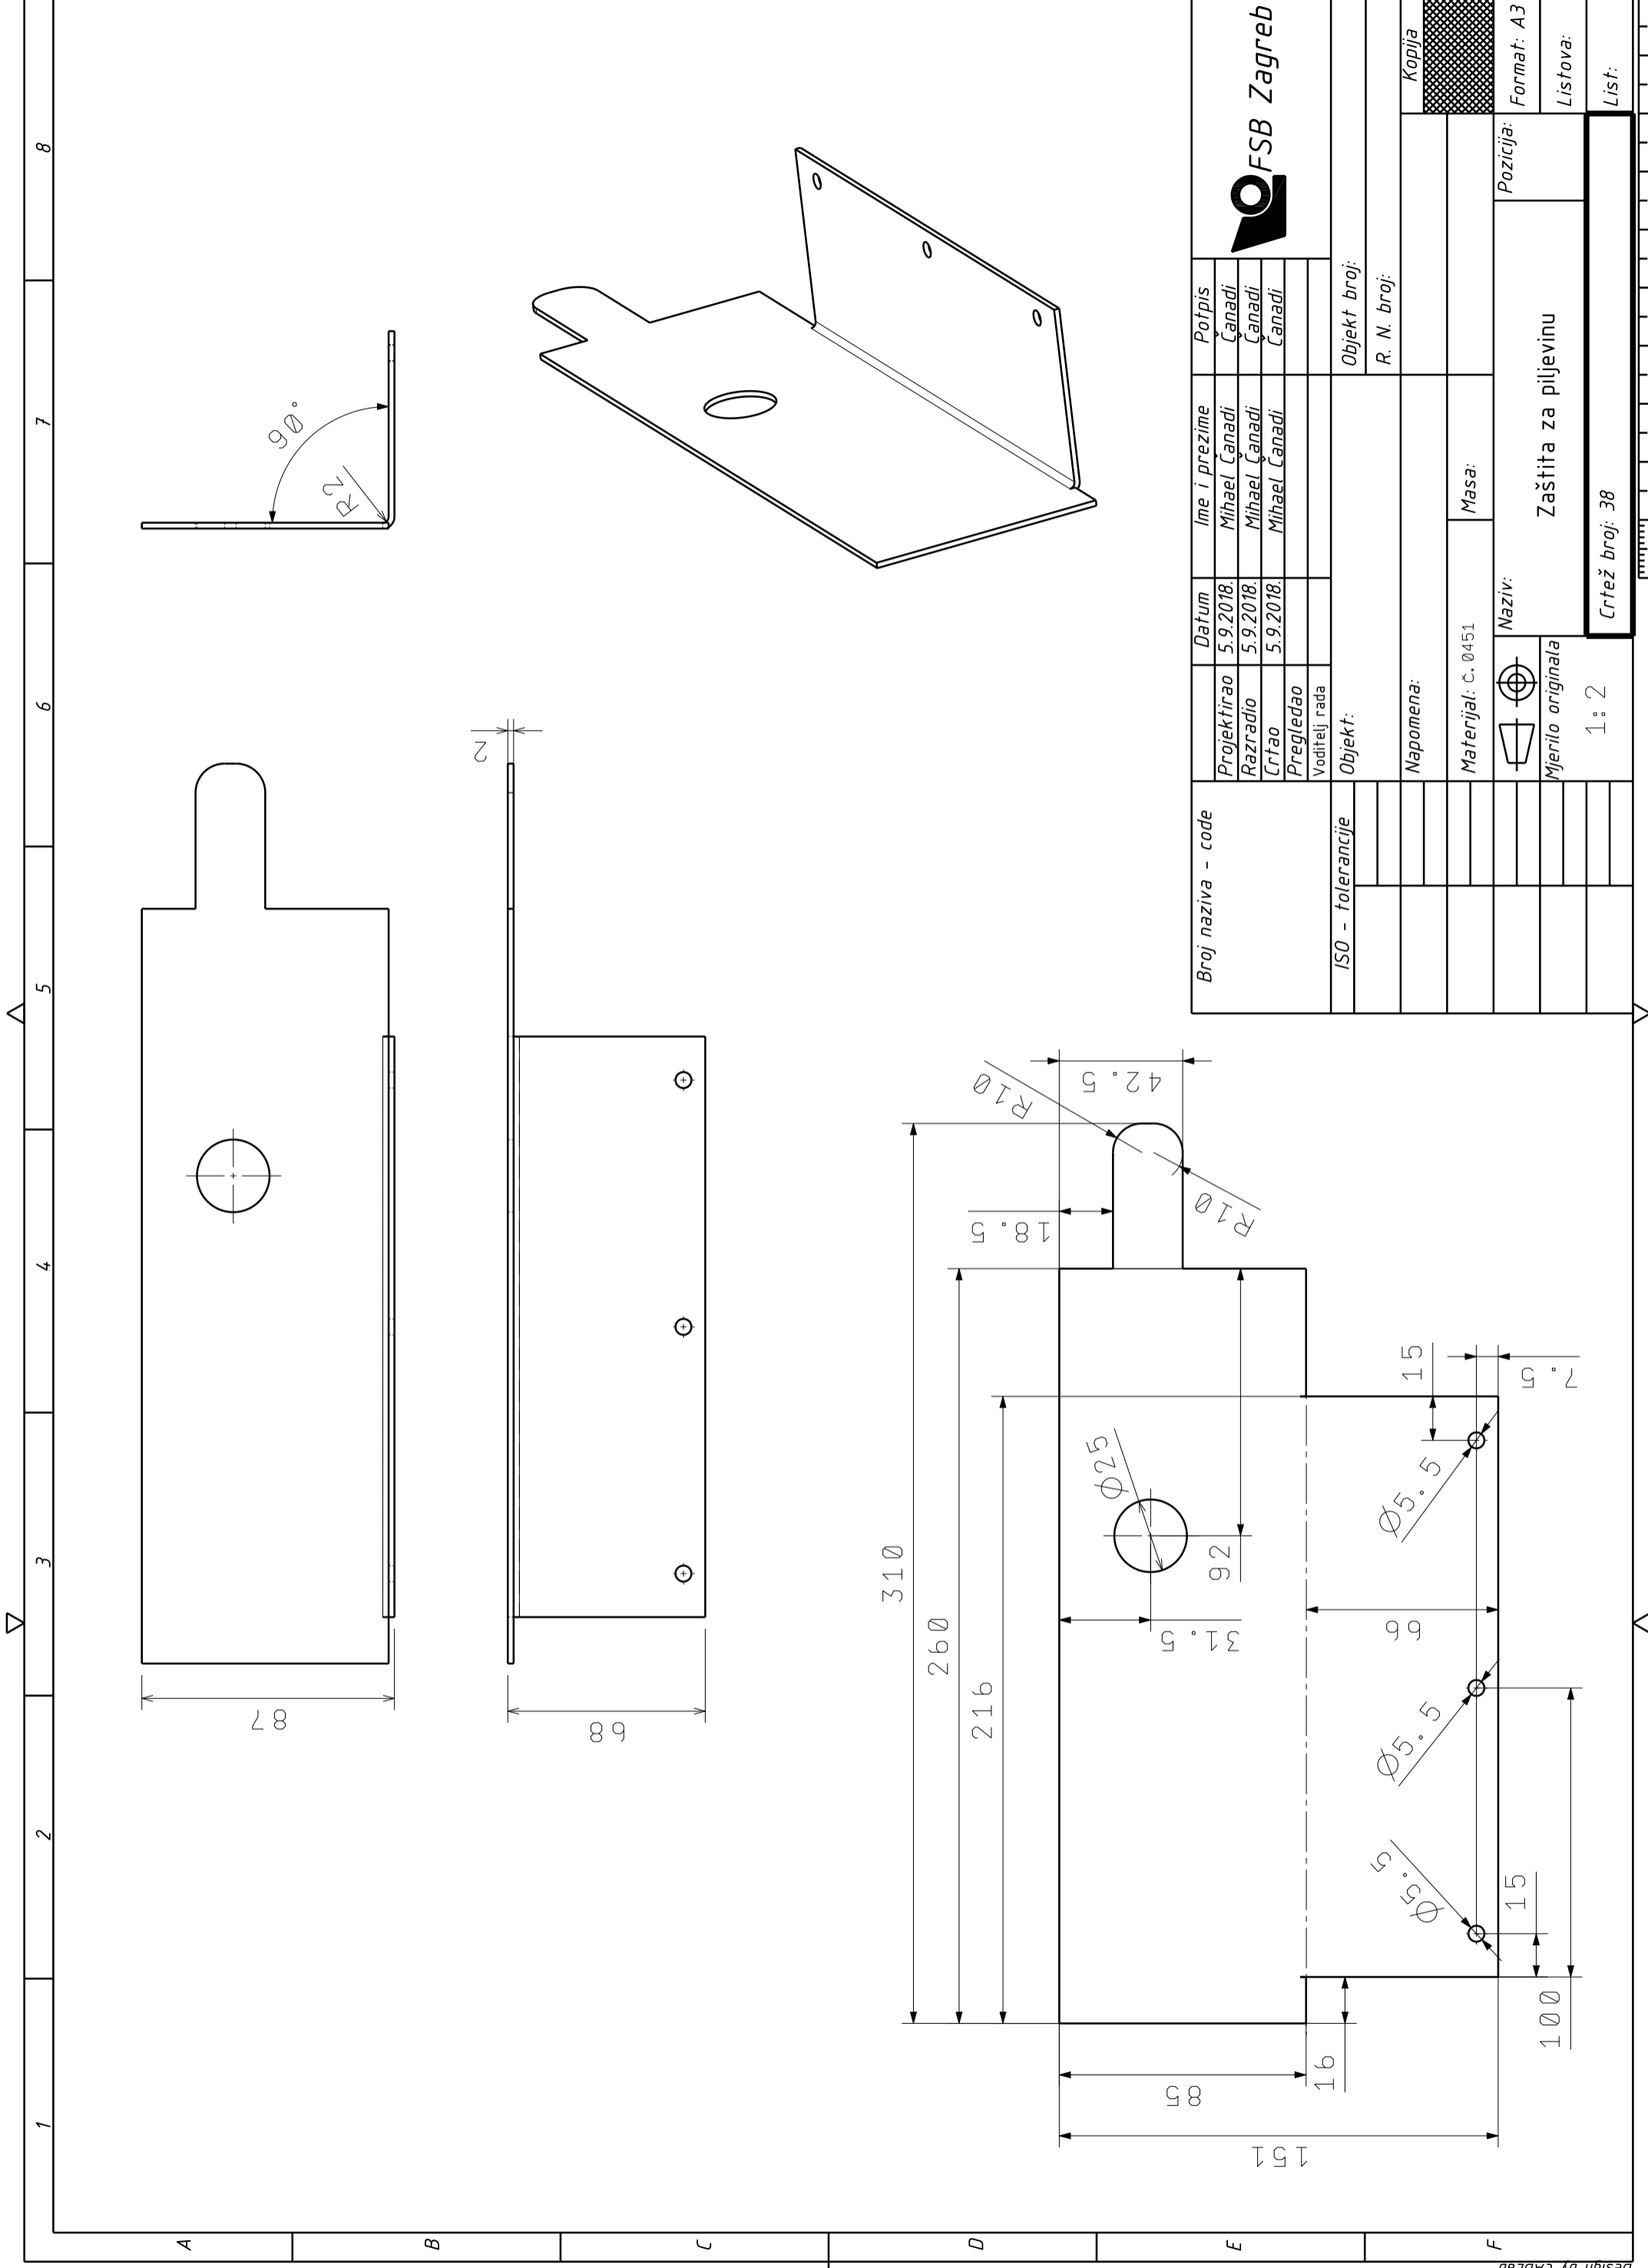 1 2 3 4 5 6 7 8
A
B
C
D
E
F
87
68
2
90°
R2
310
260
216
18.5
R10
R10
42.5
Ø25
31.5
92
66
15
7.5
Ø5.5
Ø5.5
Ø5.5
15
100
16
85
151
Broj naziva - code
Datum Ime i prezime Potpis
Projektirao 5.9.2018. Mihael Čanadi Čanadi
Razradio 5.9.2018. Mihael Čanadi Čanadi
Crtao 5.9.2018. Mihael Čanadi Čanadi
Pregledao
Voditelj rada
FSB Zagreb
ISO - tolerancije
Objekt: Objekt broj:
R. N. broj:
Napomena:
Kopija
Materijal: Č.0451 Masa:
Naziv:
Zaštita za piljevinu
Pozicija:
Format: A3
Mjerilo originala
1:2
Listova:
Crtež broj: 38
List:
Design by CADLab